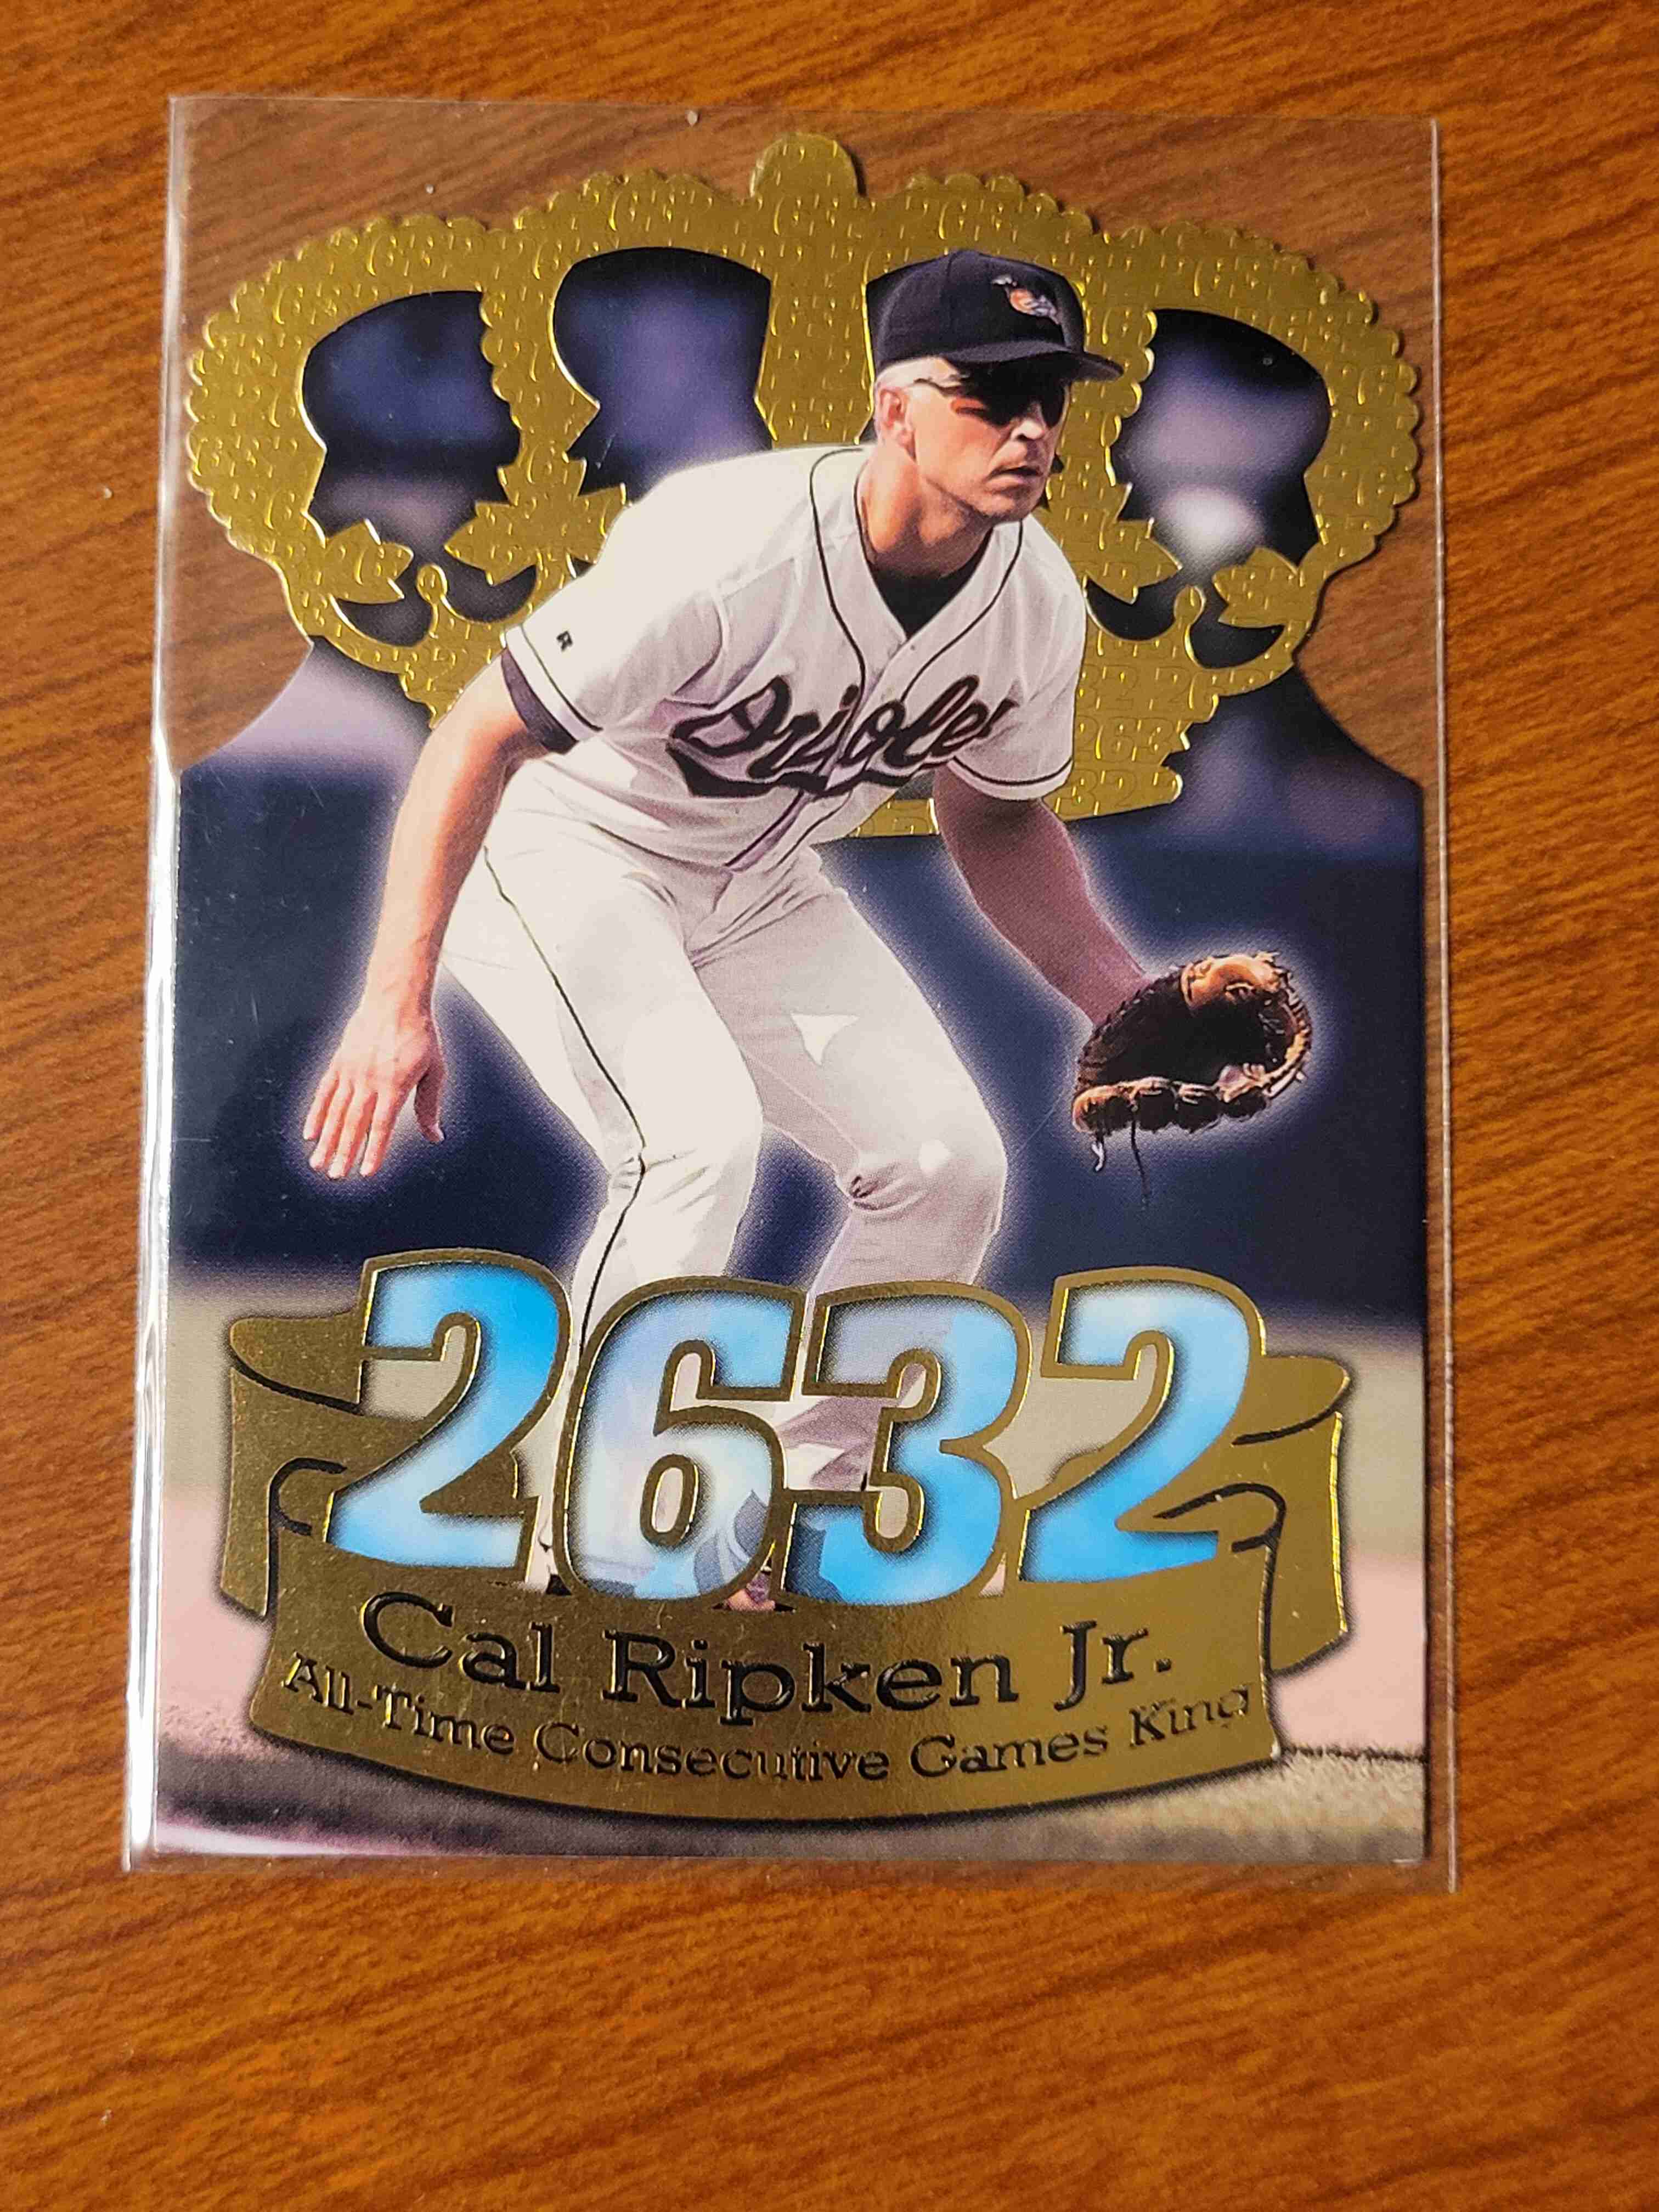 Orioles
2632
Cal Ripken Jr.
All-Time Consecutive Games King